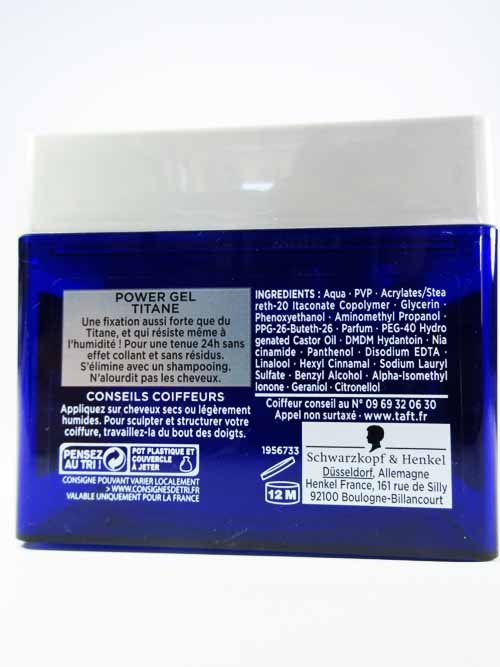 POWER GEL
TITANE
Une fixation aussi forte que du
Titane, et qui résiste même à
l'humidité ! Pour une tenue 24h sans
effet collant et sans résidus.
S'élimine avec un shampooing.
N'alourdit pas les cheveux.
CONSEILS COIFFEURS
Appliquez sur cheveux secs ou légèrement
humides. Pour sculpter et structurer votre
coiffure, travaillez-la du bout des doigts.
PENSEZ
AU TRI !
POT PLASTIQUE ET
COUVERCLE
À JETER
CONSIGNE POUVANT VARIER LOCALEMENT
> WWW.CONSIGNESDETRI.FR
VALABLE UNIQUEMENT POUR LA FRANCE
INGREDIENTS : Aqua · PVP · Acrylates/Stea
reth-20 Itaconate Copolymer · Glycerin ·
Phenoxyethanol · Aminomethyl Propanol ·
PPG-26-Buteth-26 · Parfum · PEG-40 Hydro
genated Castor Oil · DMDM Hydantoin · Nia
cinamide · Panthenol · Disodium EDTA ·
Linalool · Hexyl Cinnamal · Sodium Lauryl
Sulfate · Benzyl Alcohol · Alpha-Isomethyl
Ionone · Geraniol · Citronellol
Coiffeur conseil au N° 09 69 32 06 30
Appel non surtaxé · www.taft.fr
1956733
12 M
Schwarzkopf & Henkel
Düsseldorf, Allemagne
Henkel France, 161 rue de Silly
92100 Boulogne-Billancourt